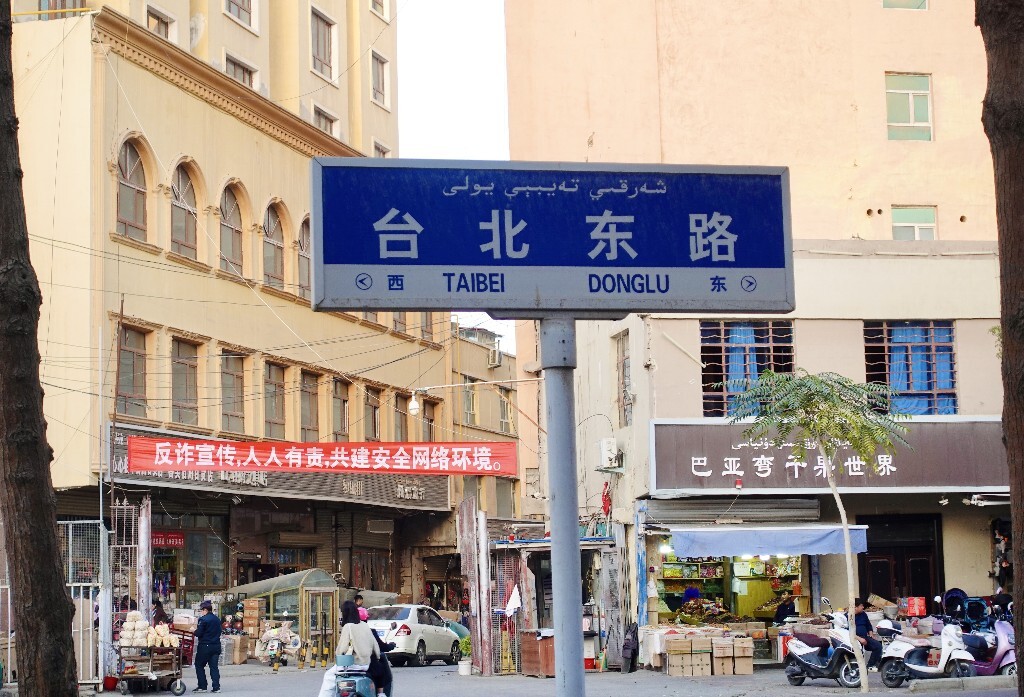 شەرقىي تەيبېي يولى
台北东路
西 TAIBEI DONGLU 东
反诈宣传,人人有责,共建安全网络环境。
巴亚弯干果世界